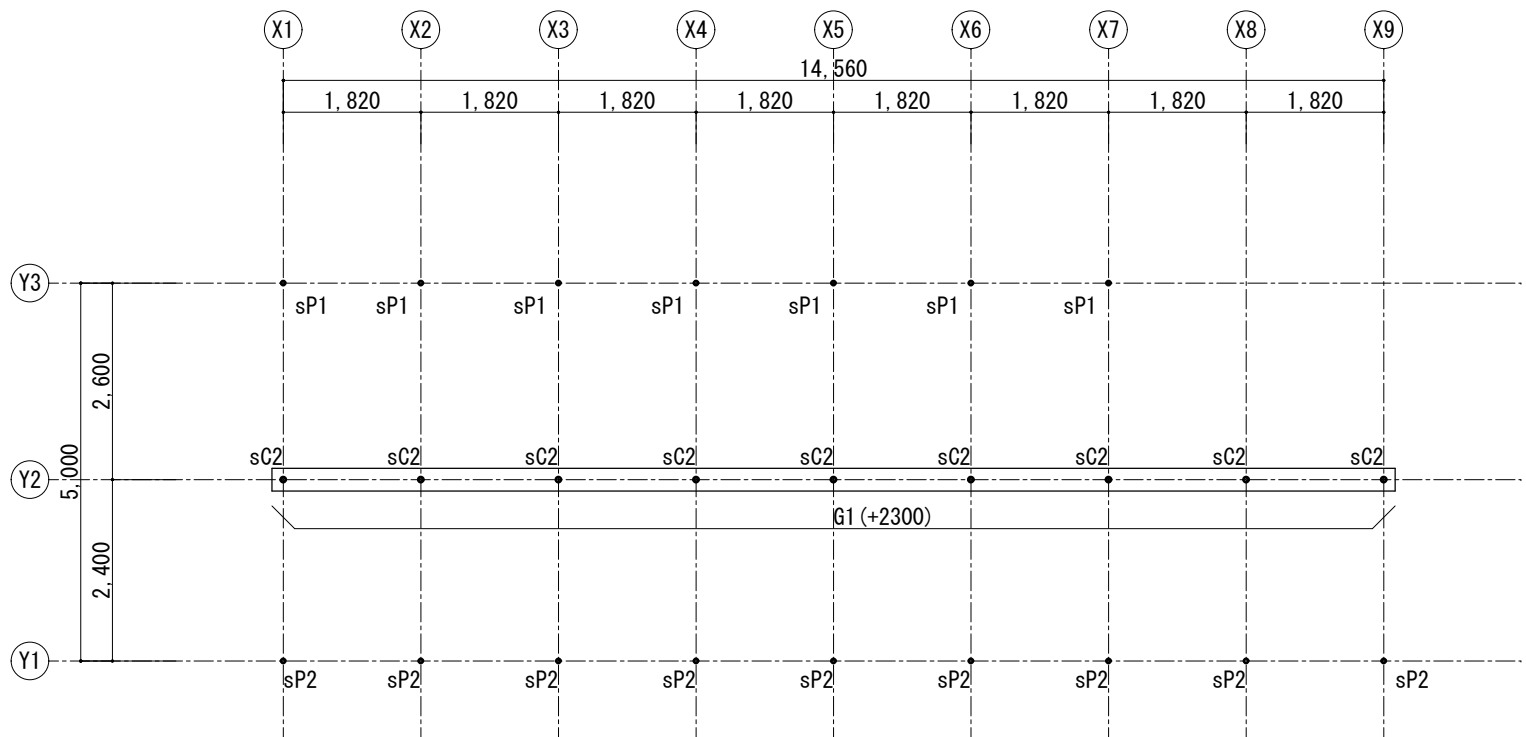 X1 X2 X3 X4 X5 X6 X7 X8 X9
14,560
1,820 1,820 1,820 1,820 1,820 1,820 1,820 1,820
Y3
sP1 sP1 sP1 sP1 sP1 sP1 sP1
2,600
5,000
sC2 sC2 sC2 sC2 sC2 sC2 sC2 sC2 sC2
Y2
G1(+2300)
2,400
Y1
sP2 sP2 sP2 sP2 sP2 sP2 sP2 sP2 sP2